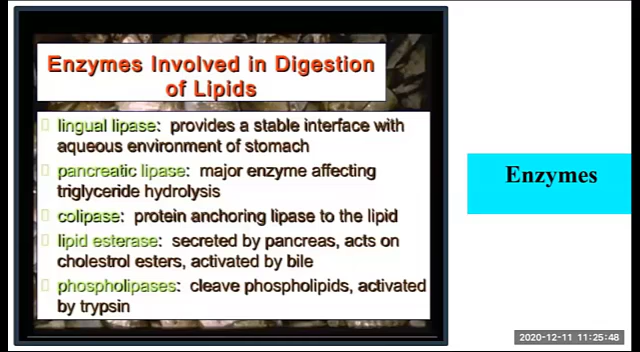 Enzymes Involved in Digestion
of Lipids
lingual lipase: provides a stable interface with
aqueous environment of stomach
pancreatic lipase: major enzyme affecting
triglyceride hydrolysis
colipase: protein anchoring lipase to the lipid
lipid esterase: secreted by pancreas, acts on
cholestrol esters, activated by bile
phospholipases: cleave phospholipids, activated
by trypsin
Enzymes
2020-12-11 11:25:48